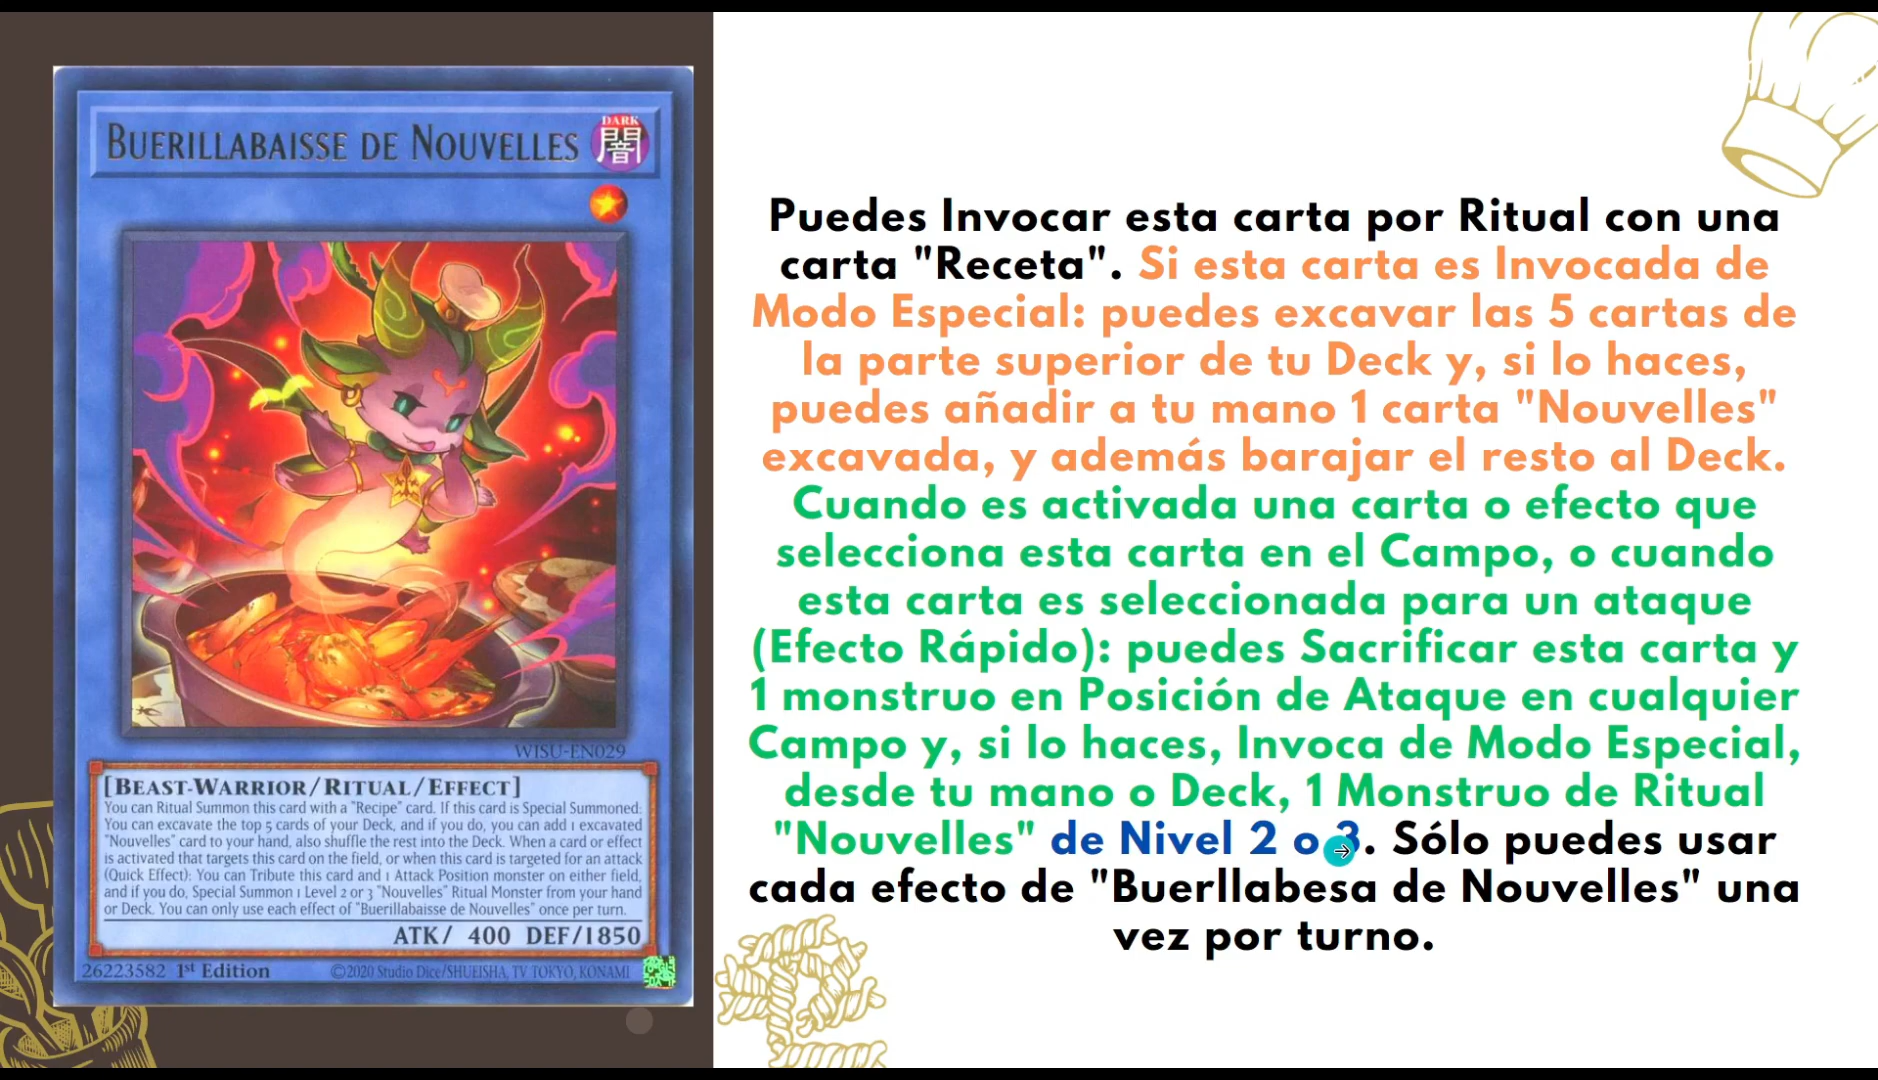 BUERILLABAISSE DE NOUVELLES
DARK
闇
WISU-EN029
[BEAST-WARRIOR/RITUAL/EFFECT]
You can Ritual Summon this card with a "Recipe" card. If this card is Special Summoned:
You can excavate the top 5 cards of your Deck, and if you do, you can add 1 excavated
"Nouvelles" card to your hand, also shuffle the rest into the Deck. When a card or effect
is activated that targets this card on the field, or when this card is targeted for an attack
(Quick Effect): You can Tribute this card and 1 Attack Position monster on either field,
and if you do, Special Summon 1 Level 2 or 3 "Nouvelles" Ritual Monster from your hand
or Deck. You can only use each effect of "Buerillabaisse de Nouvelles" once per turn.
ATK/ 400 DEF/1850
26223582 1st Edition ©2020 Studio Dice/SHUEISHA, TV TOKYO, KONAMI
Puedes Invocar esta carta por Ritual con una
carta "Receta". Si esta carta es Invocada de
Modo Especial: puedes excavar las 5 cartas de
la parte superior de tu Deck y, si lo haces,
puedes añadir a tu mano 1 carta "Nouvelles"
excavada, y además barajar el resto al Deck.
Cuando es activada una carta o efecto que
selecciona esta carta en el Campo, o cuando
esta carta es seleccionada para un ataque
(Efecto Rápido): puedes Sacrificar esta carta y
1 monstruo en Posición de Ataque en cualquier
Campo y, si lo haces, Invoca de Modo Especial,
desde tu mano o Deck, 1 Monstruo de Ritual
"Nouvelles" de Nivel 2 o 3. Sólo puedes usar
cada efecto de "Buerllabesa de Nouvelles" una
vez por turno.